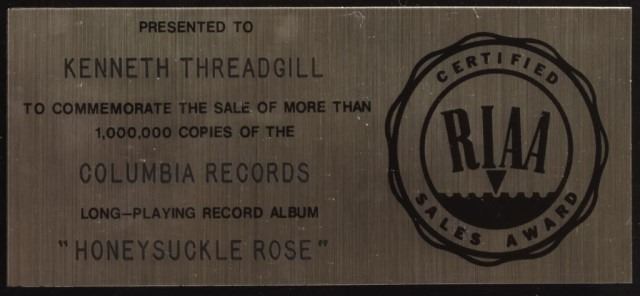 PRESENTED TO
KENNETH THREADGILL
TO COMMEMORATE THE SALE OF MORE THAN
1,000,000 COPIES OF THE
COLUMBIA RECORDS
LONG-PLAYING RECORD ALBUM
"HONEYSUCKLE ROSE"
CERTIFIED
RIAA
SALES AWARD